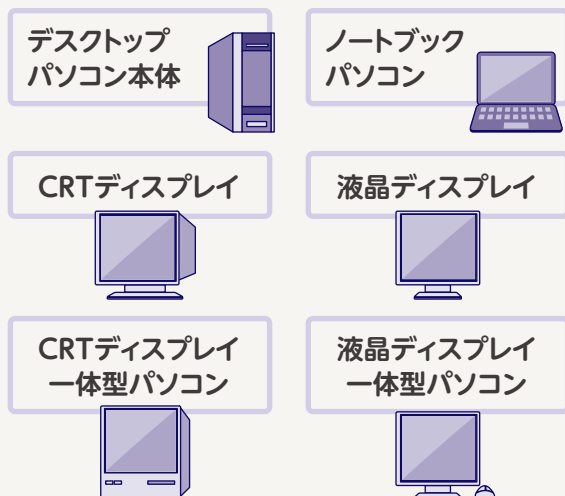 デスクトップ
パソコン本体
ノートブック
パソコン
CRTディスプレイ
液晶ディスプレイ
CRTディスプレイ
一体型パソコン
液晶ディスプレイ
一体型パソコン